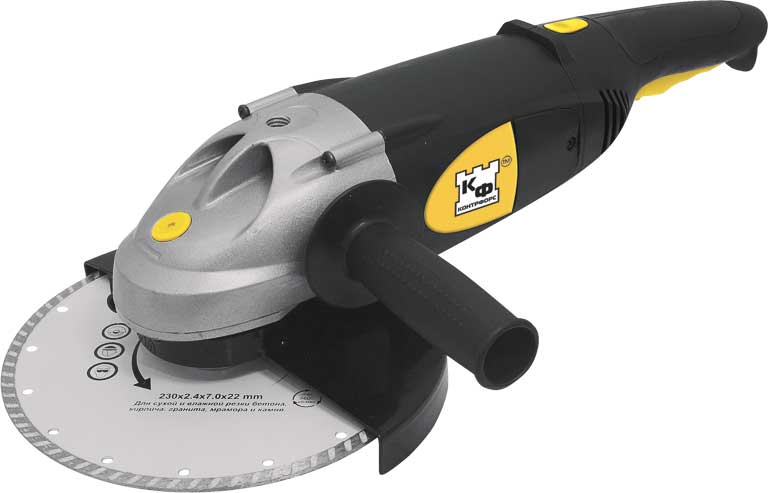 КФ
КОНТРФОРС
TM
230x2.4x7.0x22 mm
Для сухой и влажной резки бетона,
кирпича, гранита, мрамора и камня